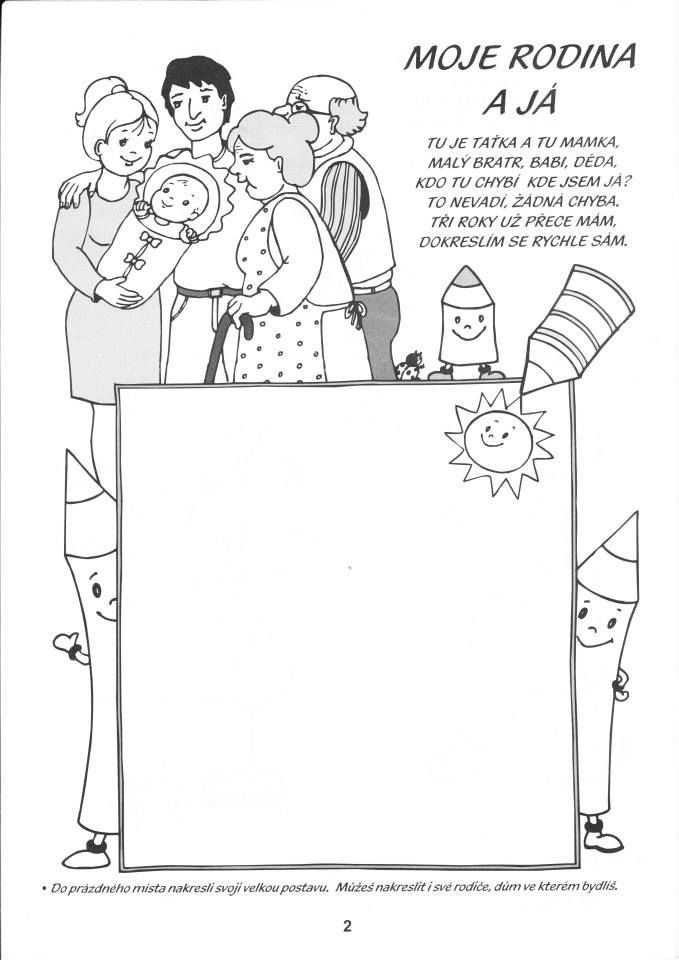 MOJE RODINA
A JÁ
TU JE TAŤKA A TU MAMKA,
MALÝ BRATR, BABI, DĚDA,
KDO TU CHYBÍ KDE JSEM JÁ?
TO NEVADÍ, ŽÁDNÁ CHYBA.
TŘI ROKY UŽ PŘECE MÁM,
DOKRESLÍM SE RYCHLE SÁM.
• Do prázdného místa nakresli svoji velkou postavu. Můžeš nakreslit i své rodiče, dům ve kterém bydlíš.
2